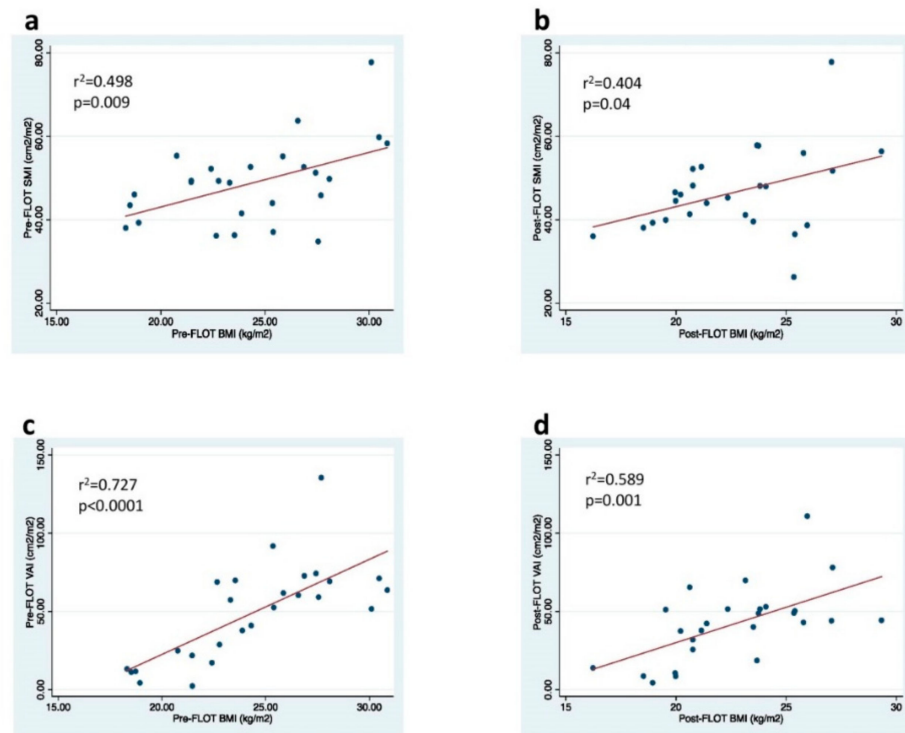 a
r²=0.498
p=0.009
Pre-FLOT SMI (cm2/m2)
80.00
60.00
40.00
20.00
15.00 20.00 25.00 30.00
Pre-FLOT BMI (kg/m2)
b
r²=0.404
p=0.04
Post-FLOT SMI (cm2/m2)
80.00
60.00
40.00
20.00
15 20 25 30
Post-FLOT BMI (kg/m2)
c
r²=0.727
p<0.0001
Pre-FLOT VAI (cm2/m2)
150.00
100.00
50.00
0.00
15.00 20.00 25.00 30.00
Pre-FLOT BMI (kg/m2)
d
r²=0.589
p=0.001
Post-FLOT VAI (cm2/m2)
150.00
100.00
50.00
0.00
15 20 25 30
Post-FLOT BMI (kg/m2)